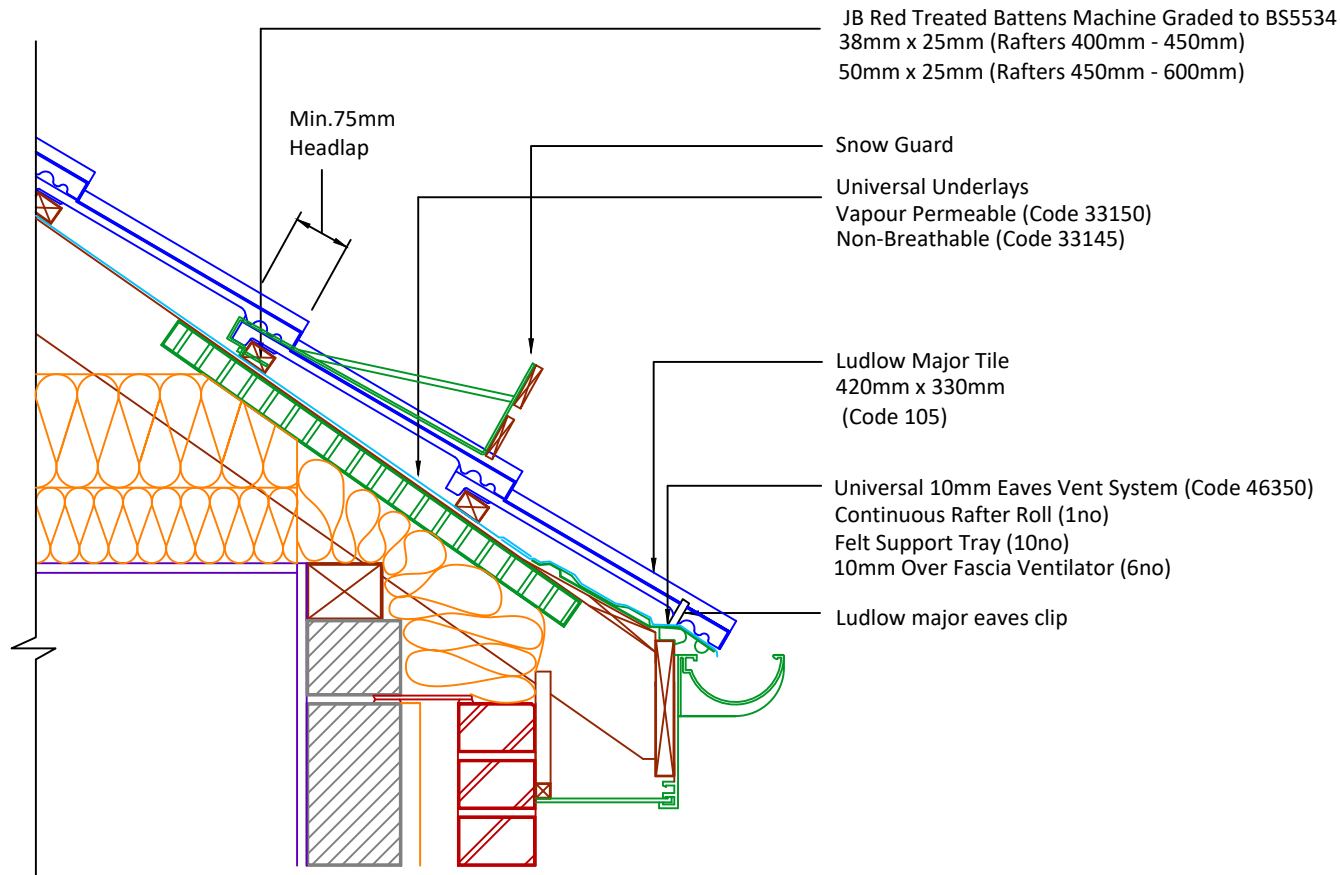 JB Red Treated Battens Machine Graded to BS5534
38mm x 25mm (Rafters 400mm - 450mm)
50mm x 25mm (Rafters 450mm - 600mm)
Min.75mm
Headlap
Snow Guard
Universal Underlays
Vapour Permeable (Code 33150)
Non-Breathable (Code 33145)
Ludlow Major Tile
420mm x 330mm
(Code 105)
Universal 10mm Eaves Vent System (Code 46350)
Continuous Rafter Roll (1no)
Felt Support Tray (10no)
10mm Over Fascia Ventilator (6no)
Ludlow major eaves clip